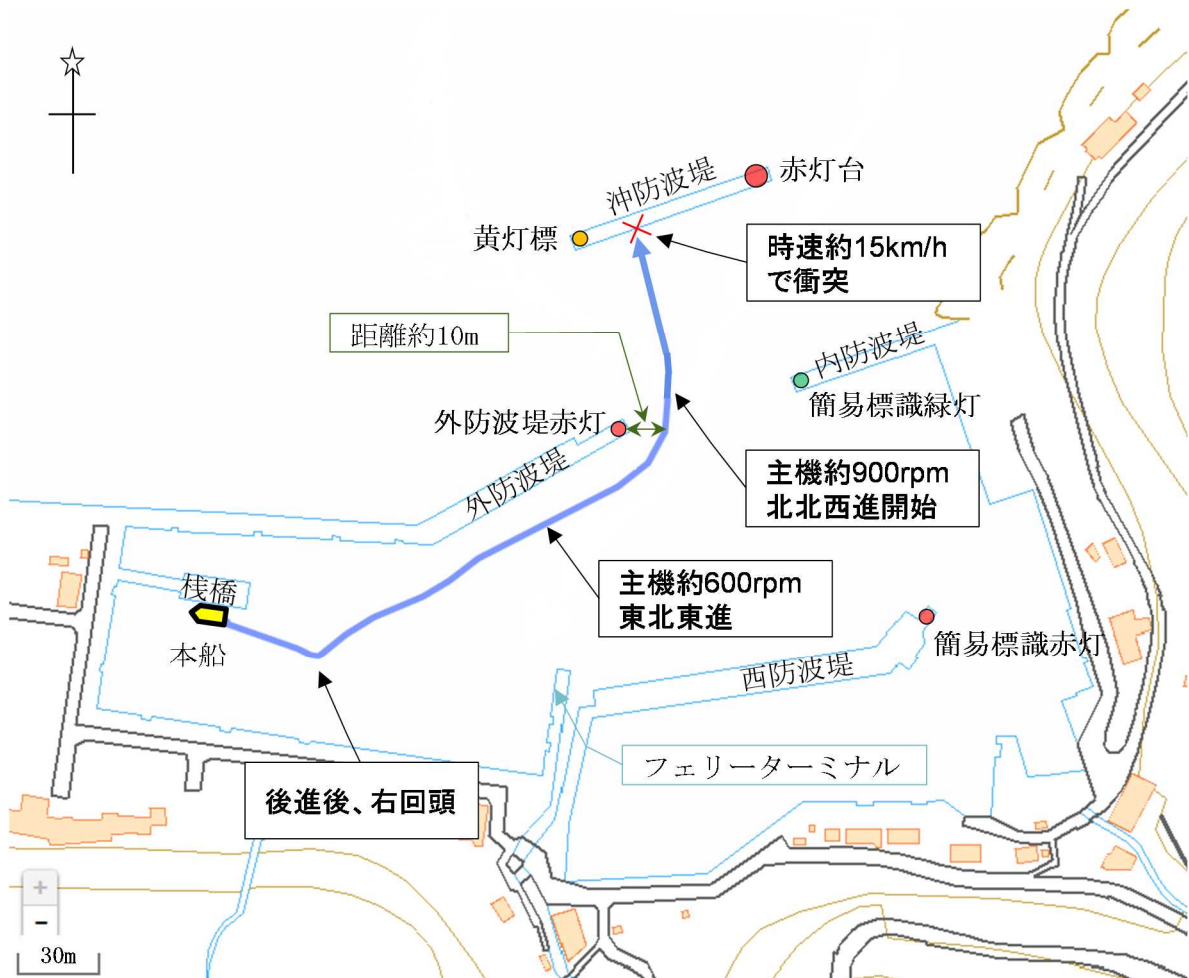 赤灯台
沖防波堤
黄灯標
時速約15km/h
で衝突
距離約10m
内防波堤
簡易標識緑灯
外防波堤赤灯
外防波堤
主機約900rpm
北北西進開始
桟橋
主機約600rpm
東北東進
本船
簡易標識赤灯
西防波堤
フェリーターミナル
後進後、右回頭
+
-
30m